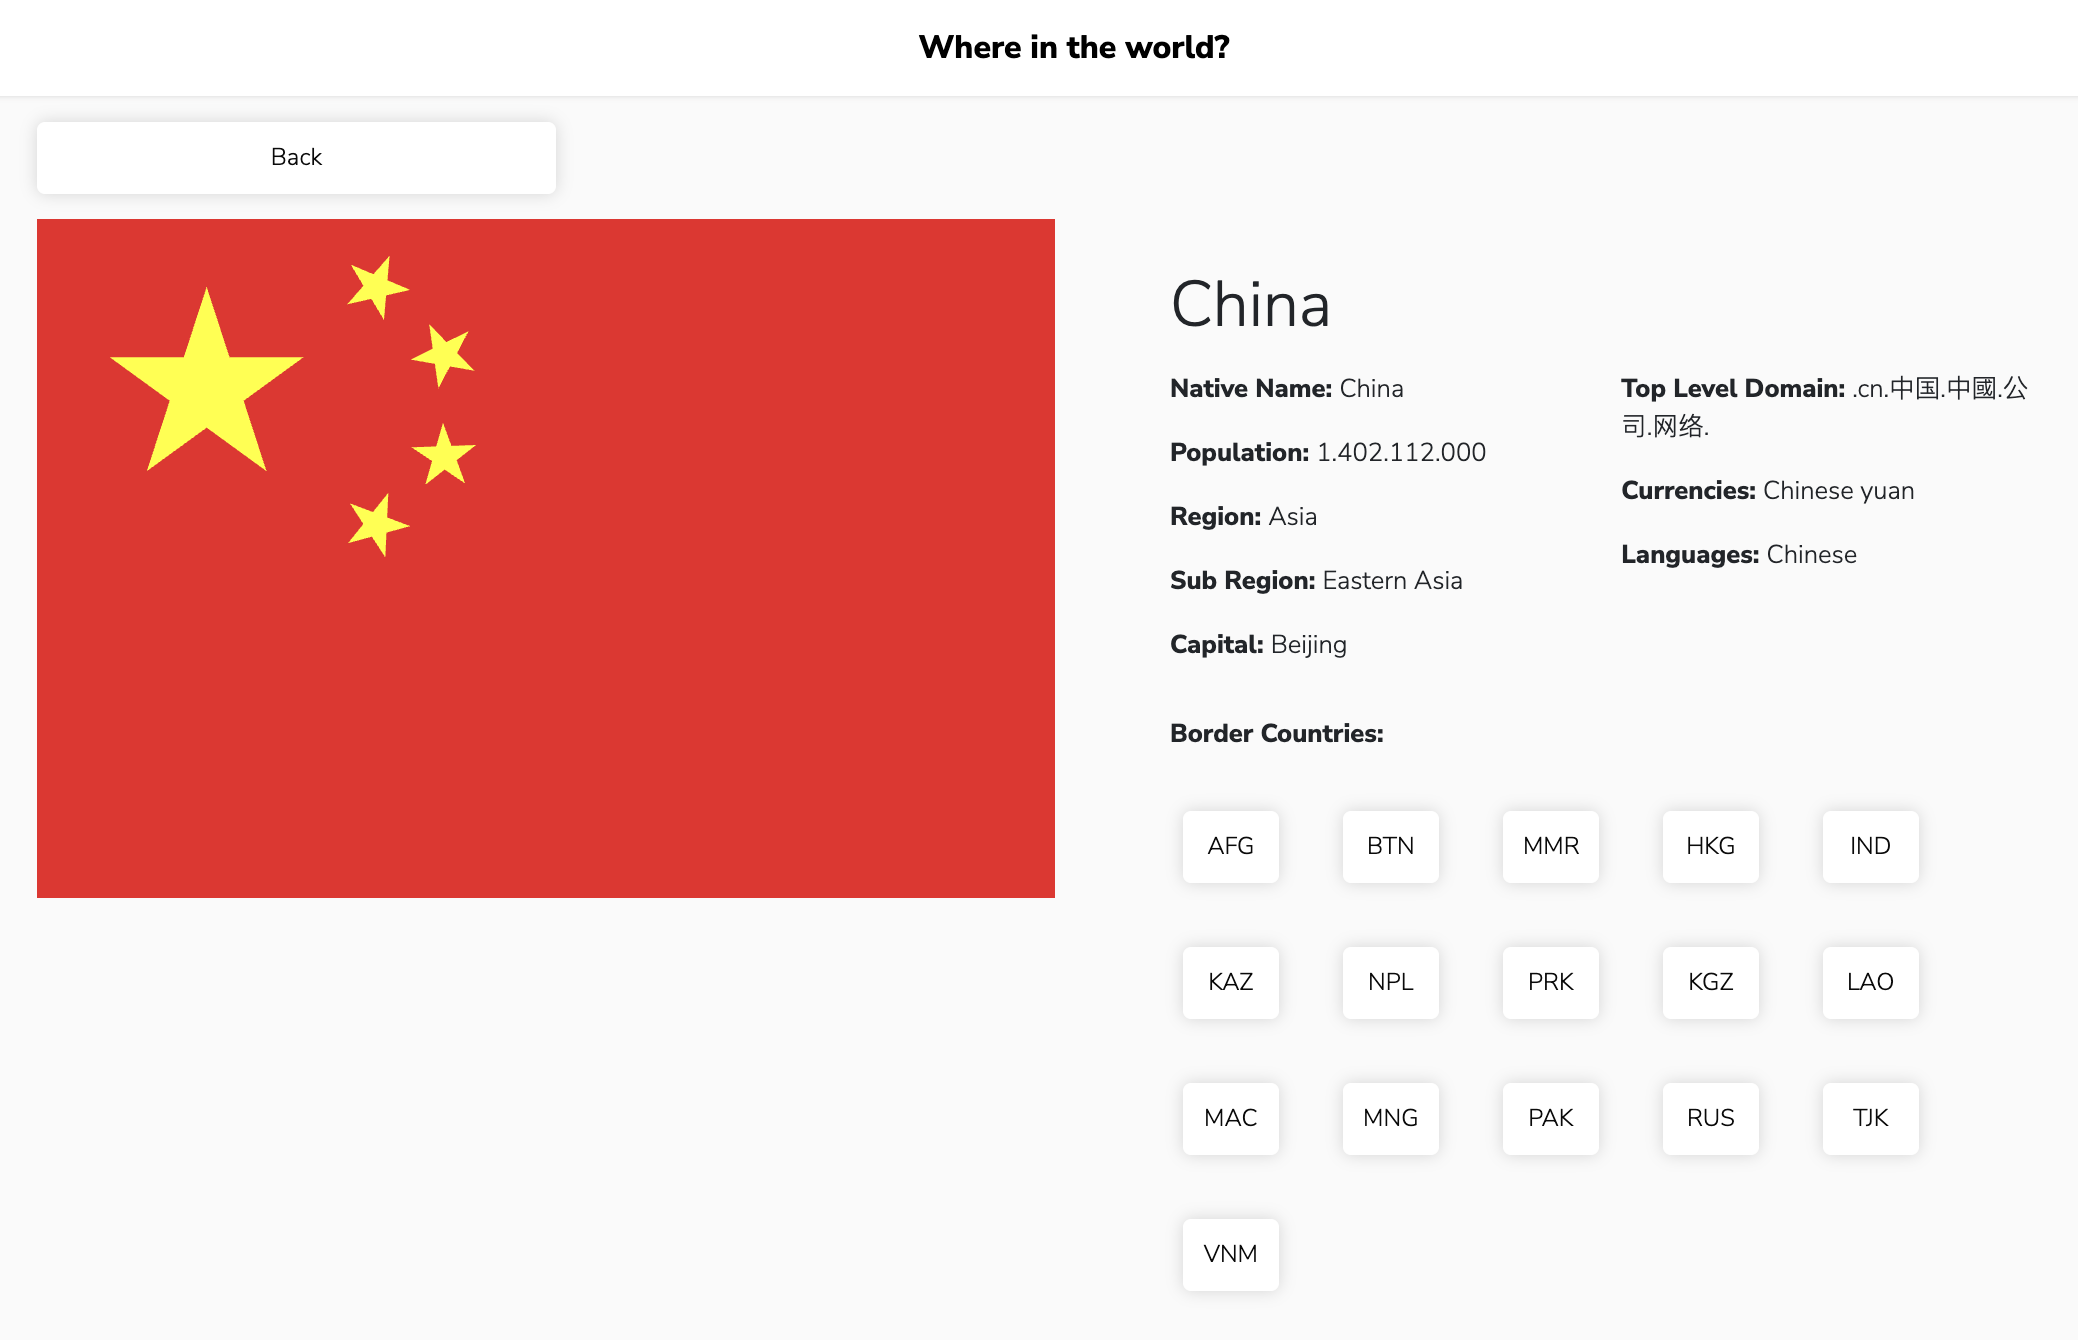 Where in the world?
Back
China
Native Name: China
Population: 1.402.112.000
Region: Asia
Sub Region: Eastern Asia
Capital: Beijing
Top Level Domain: .cn.中国.中國.公
司.网络.
Currencies: Chinese yuan
Languages: Chinese
Border Countries:
AFG BTN MMR HKG IND
KAZ NPL PRK KGZ LAO
MAC MNG PAK RUS TJK
VNM